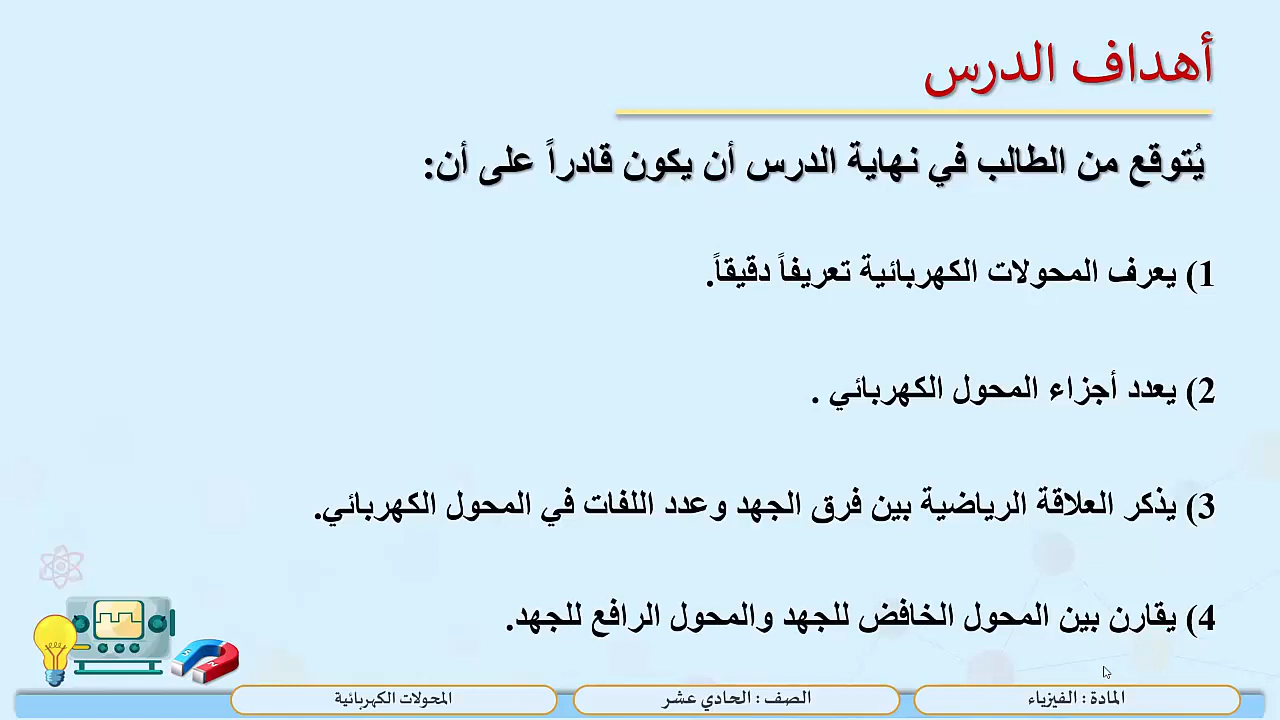 أهداف الدرس
يُتوقع من الطالب في نهاية الدرس أن يكون قادراً على أن:
1) يعرف المحولات الكهربائية تعريفاً دقيقاً.
2) يعدد أجزاء المحول الكهربائي .
3) يذكر العلاقة الرياضية بين فرق الجهد وعدد اللفات في المحول الكهربائي.
4) يقارن بين المحول الخافض للجهد والمحول الرافع للجهد.
المادة : الفيزياء
الصف : الحادي عشر
المحولات الكهربائية